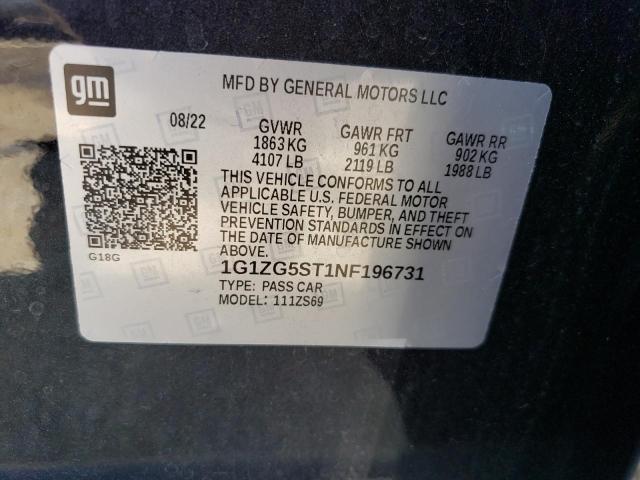 gm
MFD BY GENERAL MOTORS LLC
08/22 GVWR GAWR FRT GAWR RR
1863 KG 961 KG 902 KG
4107 LB 2119 LB 1988 LB
THIS VEHICLE CONFORMS TO ALL
APPLICABLE U.S. FEDERAL MOTOR
VEHICLE SAFETY, BUMPER, AND THEFT
PREVENTION STANDARDS IN EFFECT ON
THE DATE OF MANUFACTURE SHOWN
ABOVE.
G18G
1G1ZG5ST1NF196731
TYPE: PASS CAR
MODEL: 111ZS69